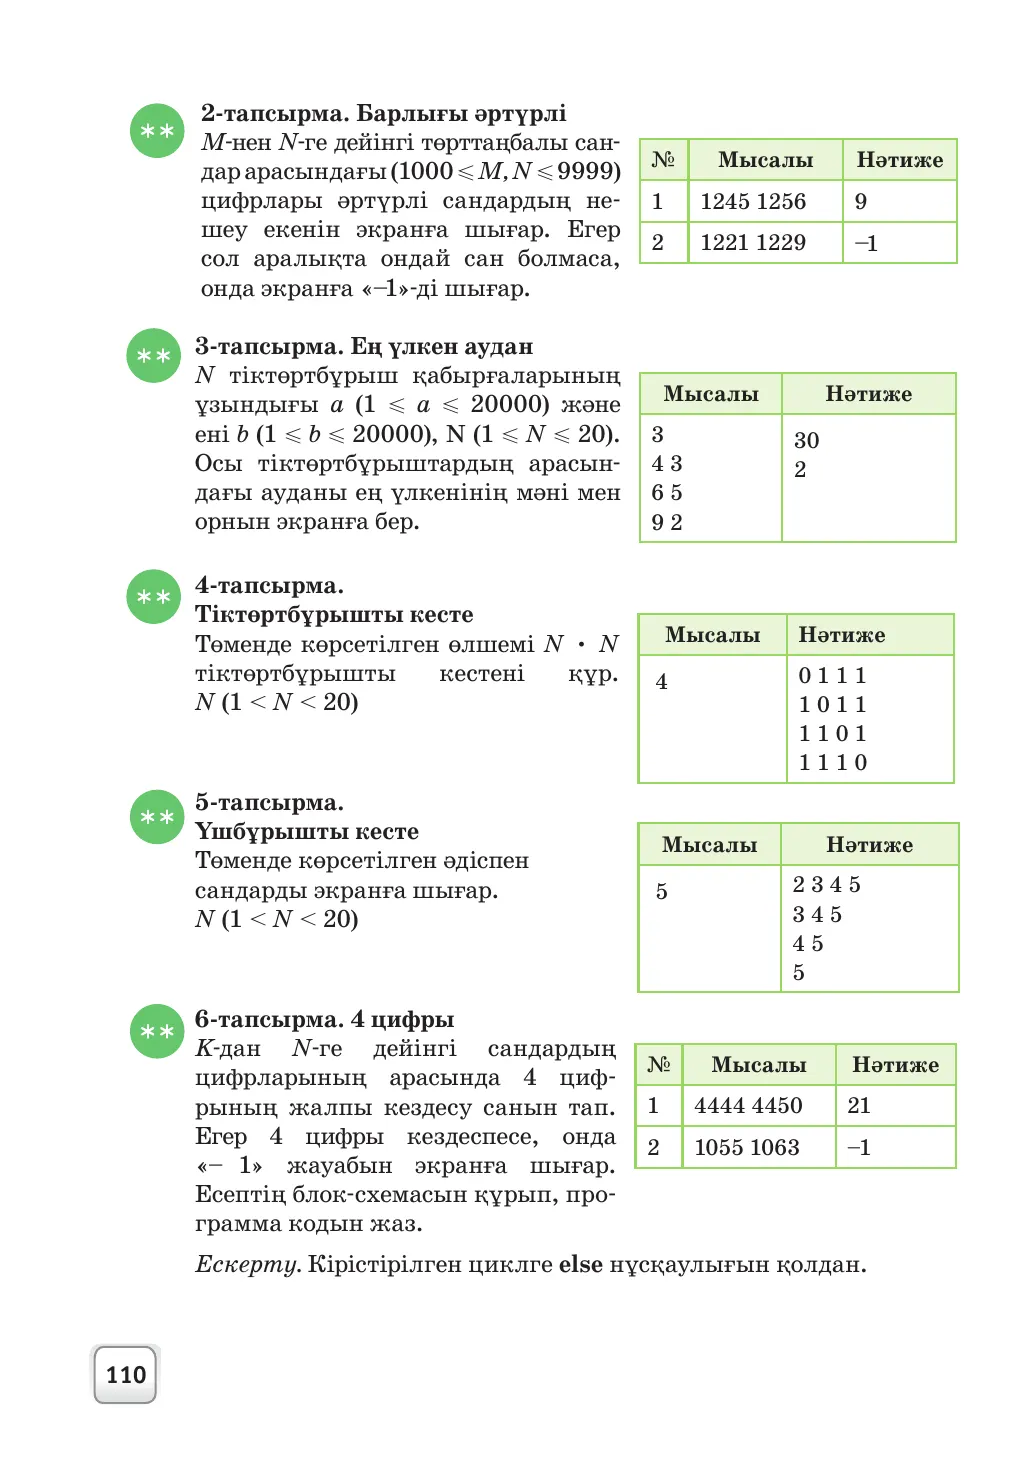 **
2-тапсырма. Барлығы әртүрлі
M-нен N-ге дейінгі төрттаңбалы сан-
дар арасындағы (1000 ⩽ M, N ⩽ 9999)
цифрлары әртүрлі сандардың не-
шеу екенін экранға шығар. Егер
сол аралықта ондай сан болмаса,
онда экранға «–1»-ді шығар.
№ Мысалы Нәтиже
1 1245 1256 9
2 1221 1229 –1
**
3-тапсырма. Ең үлкен аудан
N тіктөртбұрыш қабырғаларының
ұзындығы a (1 ⩽ a ⩽ 20000) және
ені b (1 ⩽ b ⩽ 20000), N (1 ⩽ N ⩽ 20).
Осы тіктөртбұрыштардың арасын-
дағы ауданы ең үлкенінің мәні мен
орнын экранға бер.
Мысалы Нәтиже
3
4 3
6 5
9 2
30
2
**
4-тапсырма.
Тіктөртбұрышты кесте
Төменде көрсетілген өлшемі N · N
тіктөртбұрышты кестені құр.
N (1 < N < 20)
Мысалы Нәтиже
4
0 1 1 1
1 0 1 1
1 1 0 1
1 1 1 0
**
5-тапсырма.
Үшбұрышты кесте
Төменде көрсетілген әдіспен
сандарды экранға шығар.
N (1 < N < 20)
Мысалы Нәтиже
5
2 3 4 5
3 4 5
4 5
5
**
6-тапсырма. 4 цифры
K-дан N-ге дейінгі сандардың
цифрларының арасында 4 циф-
рының жалпы кездесу санын тап.
Егер 4 цифры кездеспесе, онда
«– 1» жауабын экранға шығар.
Есептің блок-схемасын құрып, про-
грамма кодын жаз.
№ Мысалы Нәтиже
1 4444 4450 21
2 1055 1063 –1
Ескерту. Кірістірілген циклге else нұсқаулығын қолдан.
110